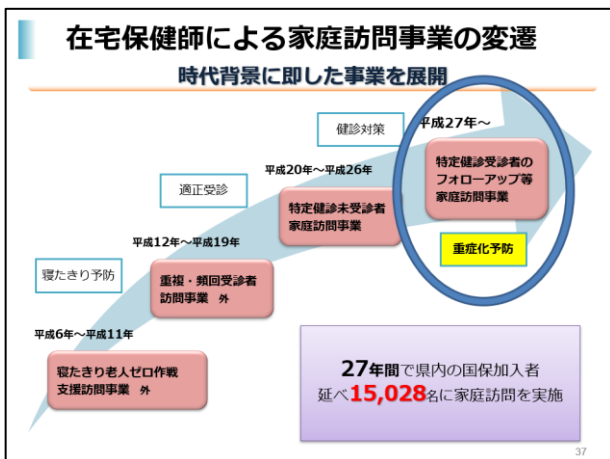 在宅保健師による家庭訪問事業の変遷
時代背景に即した事業を展開
健診対策
平成27年～
特定健診受診者の
フォローアップ等
家庭訪問事業
重症化予防
適正受診
平成20年～平成26年
特定健診未受診者
家庭訪問事業
寝たきり予防
平成12年～平成19年
重複・頻回受診者
訪問事業 外
平成6年～平成11年
寝たきり老人ゼロ作戦
支援訪問事業 外
27年間で県内の国保加入者
延べ15,028名に家庭訪問を実施
37